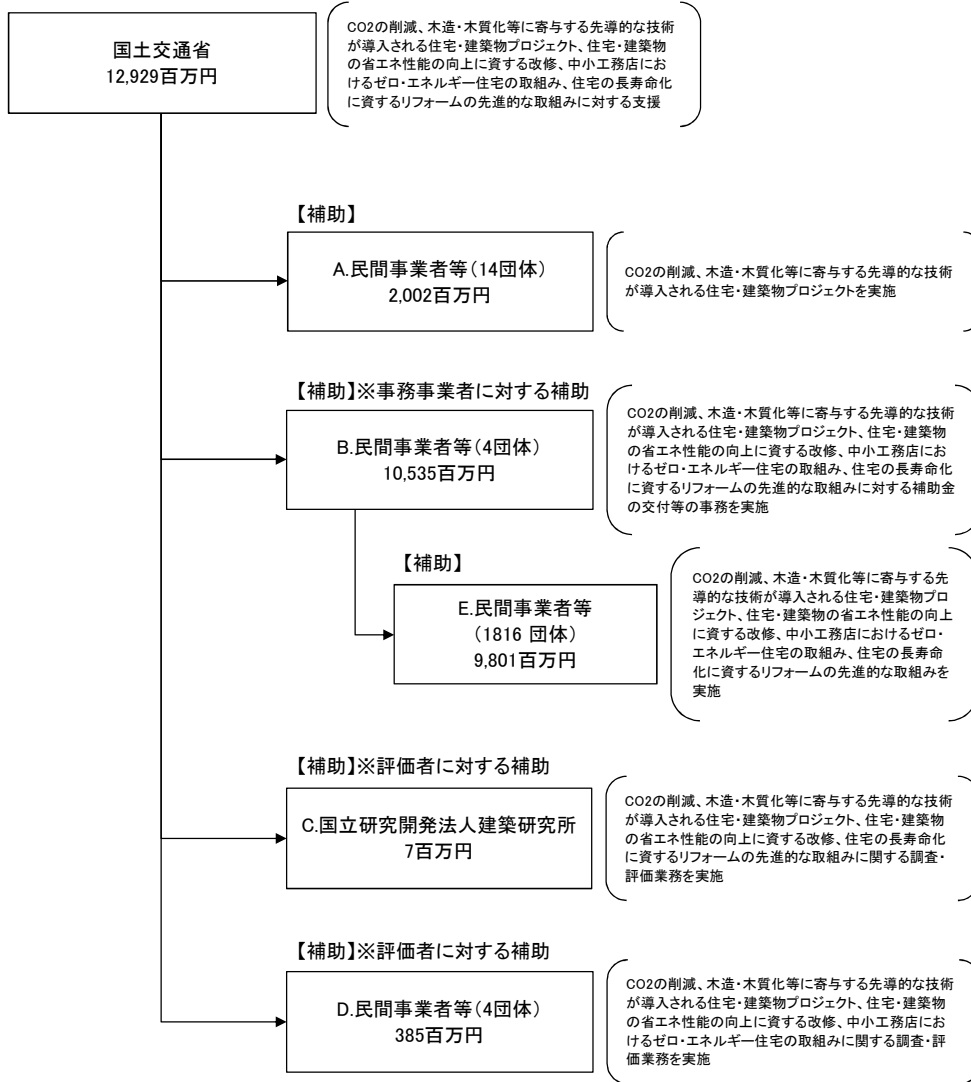 国土交通省
12,929百万円
CO2の削減、木造・木質化等に寄与する先導的な技術
が導入される住宅・建築物プロジェクト、住宅・建築物
の省エネ性能の向上に資する改修、中小工務店にお
けるゼロ・エネルギー住宅の取組み、住宅の長寿命化
に資するリフォームの先進的な取組みに対する支援
【補助】
A.民間事業者等（14団体）
2,002百万円
CO2の削減、木造・木質化等に寄与する先導的な技術
が導入される住宅・建築物プロジェクトを実施
【補助】※事務事業者に対する補助
B.民間事業者等（4団体）
10,535百万円
CO2の削減、木造・木質化等に寄与する先導的な技術
が導入される住宅・建築物プロジェクト、住宅・建築物
の省エネ性能の向上に資する改修、中小工務店にお
けるゼロ・エネルギー住宅の取組み、住宅の長寿命化
に資するリフォームの先進的な取組みに対する補助金
の交付等の事務を実施
【補助】
E.民間事業者等
（1816 団体）
9,801百万円
CO2の削減、木造・木質化等に寄与する先
導的な技術が導入される住宅・建築物プロ
ジェクト、住宅・建築物の省エネ性能の向上
に資する改修、中小工務店におけるゼロ・
エネルギー住宅の取組み、住宅の長寿命
化に資するリフォームの先進的な取組みを
実施
【補助】※評価者に対する補助
C.国立研究開発法人建築研究所
7百万円
CO2の削減、木造・木質化等に寄与する先導的な技術
が導入される住宅・建築物プロジェクト、住宅・建築物
の省エネ性能の向上に資する改修、住宅の長寿命化
に資するリフォームの先進的な取組みに関する調査・
評価業務を実施
【補助】※評価者に対する補助
D.民間事業者等（4団体）
385百万円
CO2の削減、木造・木質化等に寄与する先導的な技術
が導入される住宅・建築物プロジェクト、住宅・建築物
の省エネ性能の向上に資する改修、中小工務店にお
けるゼロ・エネルギー住宅の取組みに関する調査・評
価業務を実施